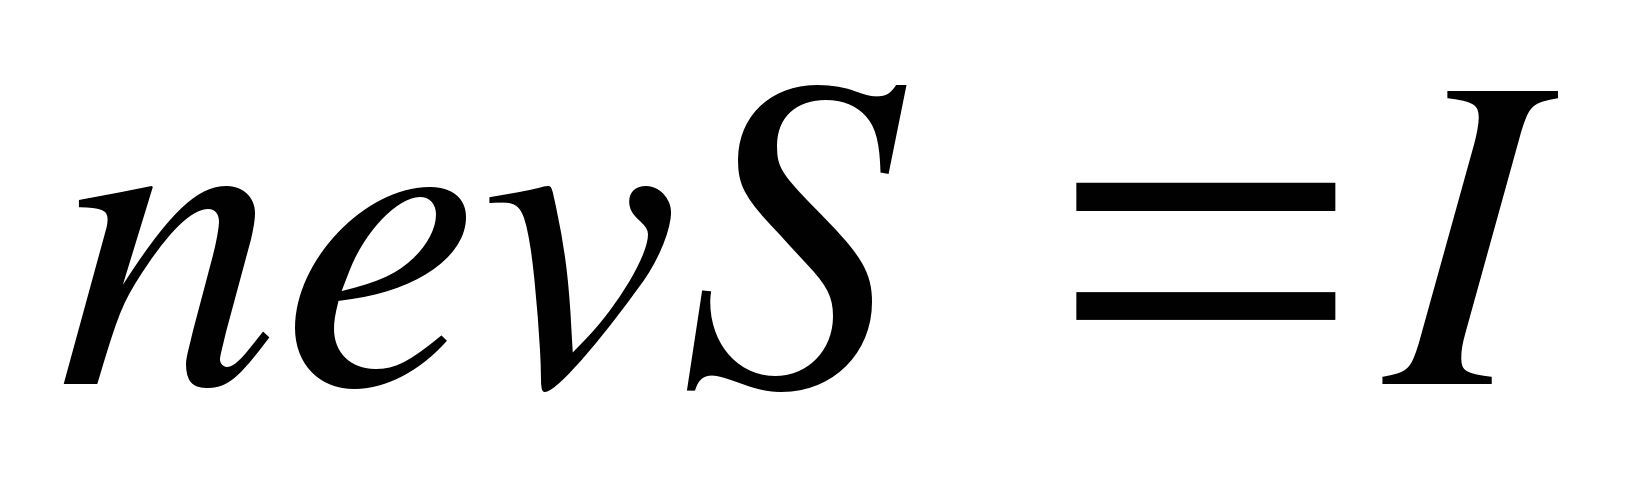 nevS = I